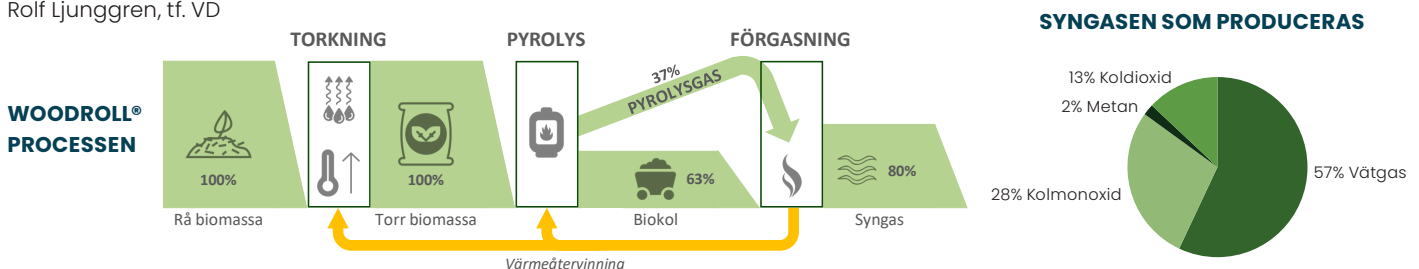 Rolf Ljunggren, tf. VD
WOODROLL®
PROCESSEN
TORKNING
PYROLYS
FÖRGASNING
100%
Rå biomassa
100%
Torr biomassa
37%
PYROLYSGAS
63%
Biokol
80%
Syngas
Värmeåtervinning
SYNGASEN SOM PRODUCERAS
13% Koldioxid
2% Metan
57% Vätgas
28% Kolmonoxid